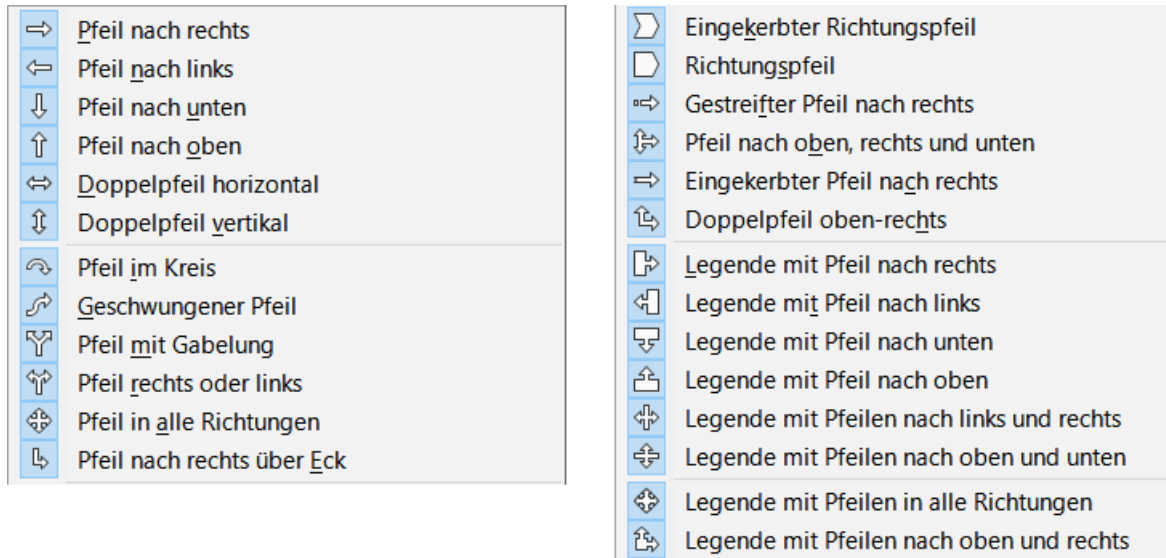 Pfeil nach rechts
Pfeil nach links
Pfeil nach unten
Pfeil nach oben
Doppelpfeil horizontal
Doppelpfeil vertikal
Pfeil im Kreis
Geschwungener Pfeil
Pfeil mit Gabelung
Pfeil rechts oder links
Pfeil in alle Richtungen
Pfeil nach rechts über Eck
Eingekerbter Richtungspfeil
Richtungspfeil
Gestreifter Pfeil nach rechts
Pfeil nach oben, rechts und unten
Eingekerbter Pfeil nach rechts
Doppelpfeil oben-rechts
Legende mit Pfeil nach rechts
Legende mit Pfeil nach links
Legende mit Pfeil nach unten
Legende mit Pfeil nach oben
Legende mit Pfeilen nach links und rechts
Legende mit Pfeilen nach oben und unten
Legende mit Pfeilen in alle Richtungen
Legende mit Pfeilen nach oben und rechts